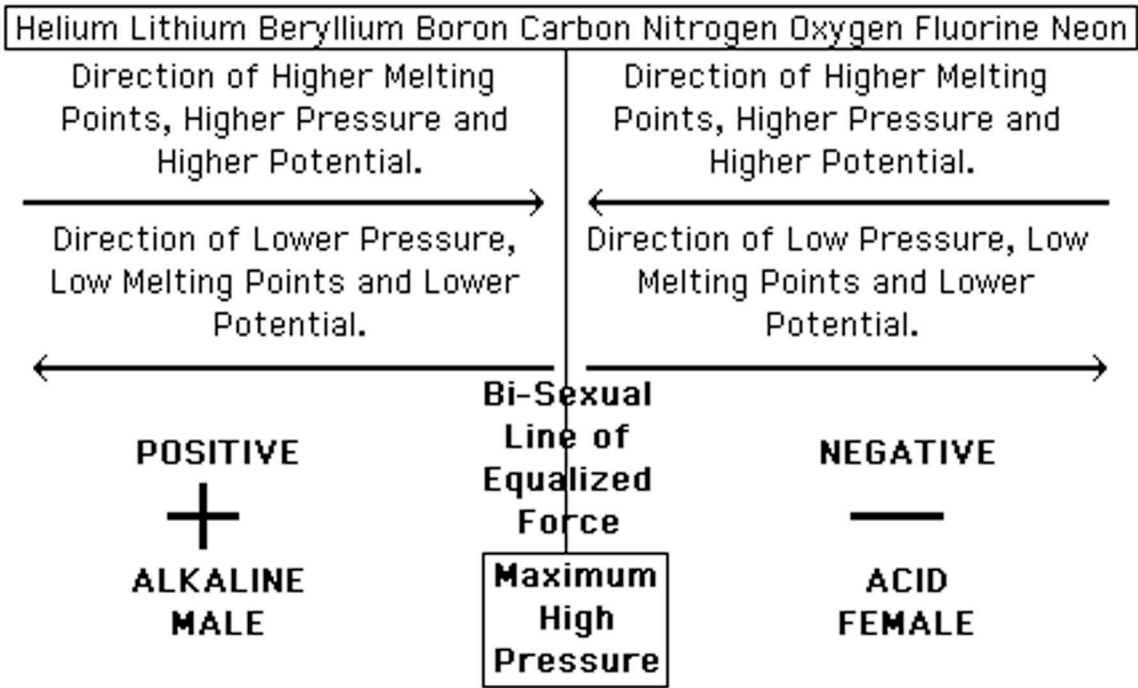 Helium Lithium Beryllium Boron Carbon Nitrogen Oxygen Fluorine Neon
Direction of Higher Melting
Points, Higher Pressure and
Higher Potential.
Direction of Higher Melting
Points, Higher Pressure and
Higher Potential.
Direction of Lower Pressure,
Low Melting Points and Lower
Potential.
Direction of Low Pressure, Low
Melting Points and Lower
Potential.
Bi-Sexual
Line of
Equalized
Force
POSITIVE
+
ALKALINE
MALE
NEGATIVE
—
ACID
FEMALE
Maximum
High
Pressure